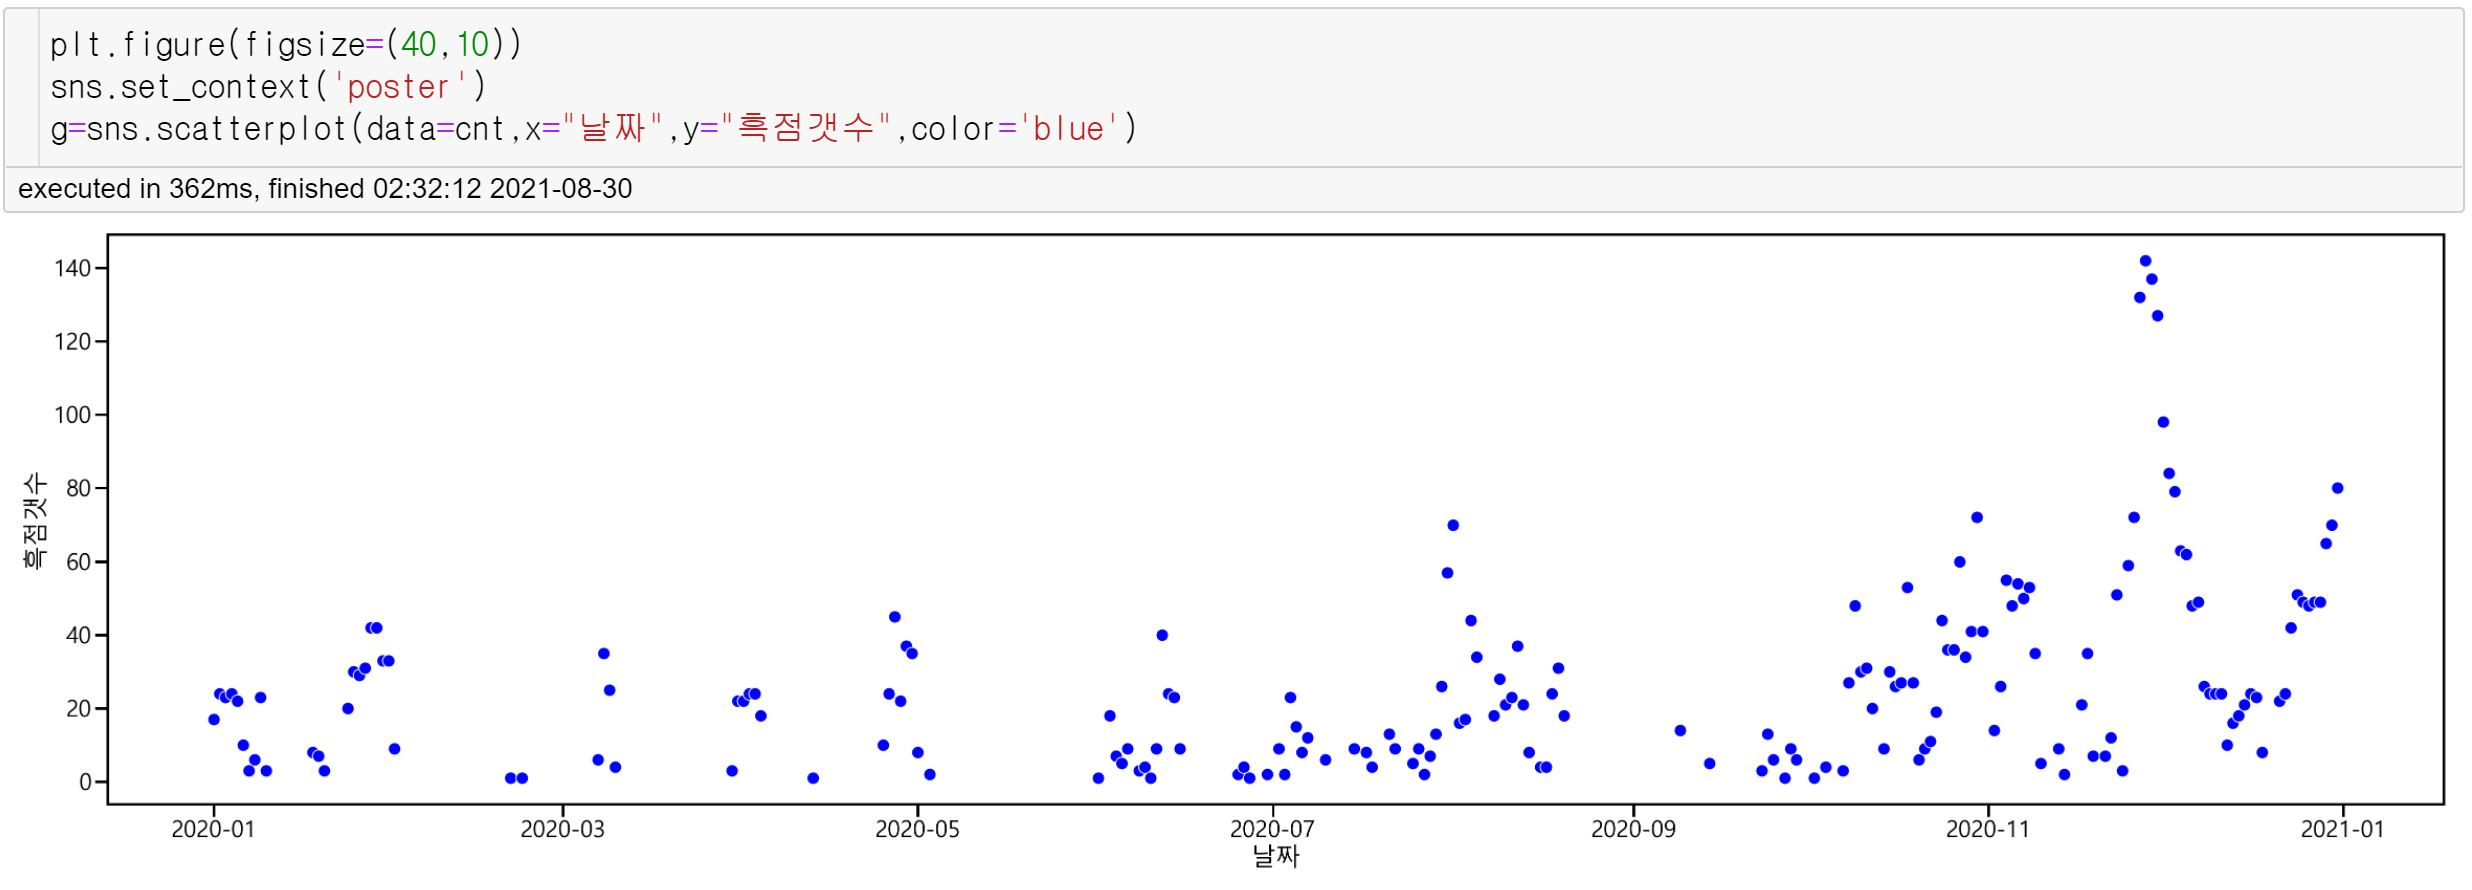 plt.figure(figsize=(40,10))
sns.set_context('poster')
g=sns.scatterplot(data=cnt,x="날짜",y="흑점갯수",color='blue')
executed in 362ms, finished 02:32:12 2021-08-30
140
120
100
80
60
40
20
0
흑점갯수
2020-01 2020-03 2020-05 2020-07 2020-09 2020-11 2021-01
날짜